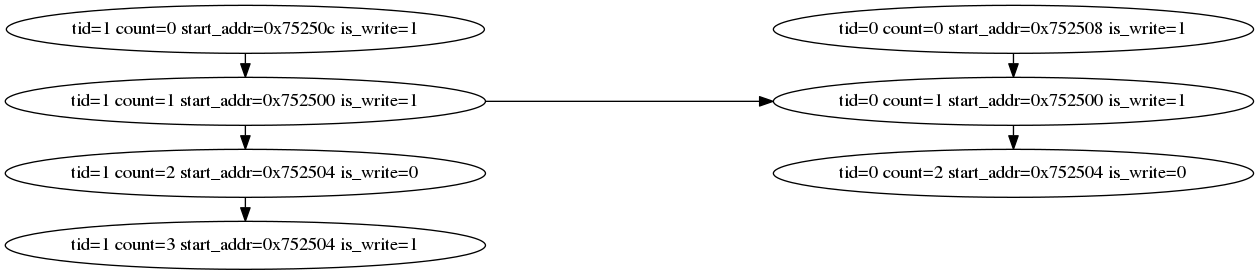 tid=1 count=0 start_addr=0x75250c is_write=1
tid=0 count=0 start_addr=0x752508 is_write=1
tid=1 count=1 start_addr=0x752500 is_write=1
tid=0 count=1 start_addr=0x752500 is_write=1
tid=1 count=2 start_addr=0x752504 is_write=0
tid=0 count=2 start_addr=0x752504 is_write=0
tid=1 count=3 start_addr=0x752504 is_write=1